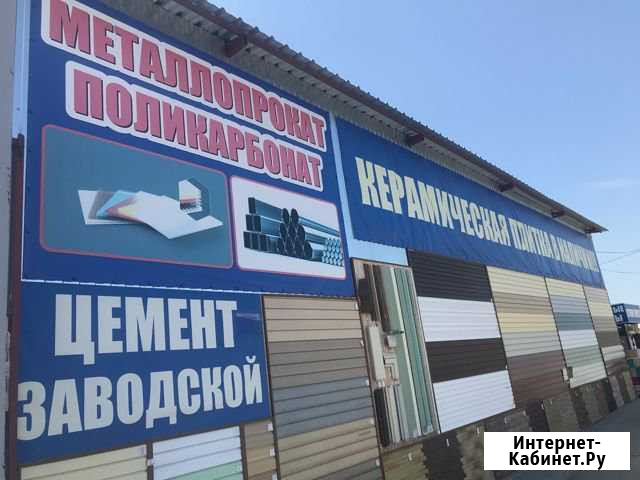 МЕТАЛЛОПРОКАТ
ПОЛИКАРБОНАТ
КЕРАМИЧЕСКАЯ ПЛИТКА В
ЦЕМЕНТ
ЗАВОДСКОЙ
Интернет-
Кабинет.Ру